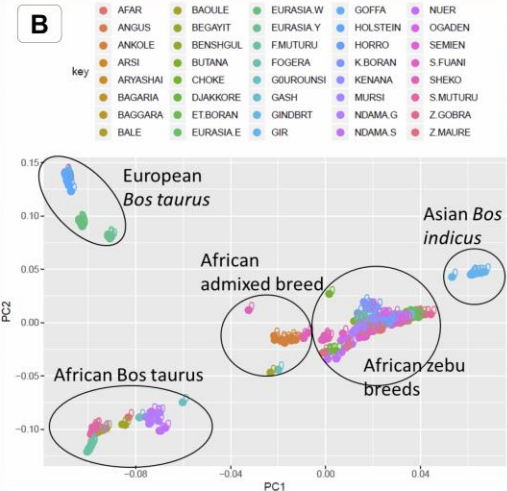 B
key
AFAR BAOULE EURASIA.W GOFFA NUER
ANGUS BEGAYIT EURASIA.Y HOLSTEIN OGADEN
ANKOLE BENSHGUL F.MUTURU HORRO SEMIEN
ARSI BUTANA FOGERA K.BORAN S.FUANI
ARYASHAI CHOKE G0UROUNSI KENANA SHEKO
BAGARIA DJAKKORE GASH MURSI S.MUTURU
BAGGARA ET.BORAN GINDBRT NDAMA.G Z.GOBRA
BALE EURASIA.E GIR NDAMA.S Z.MAURE
0.15
European
Bos taurus
0.10
Asian Bos
indicus
0.05
African
admixed breed
PC2
0.00
African zebu
breeds
-0.05
African Bos taurus
-0.10
-0.08 -0.04 0.00 0.04
PC1